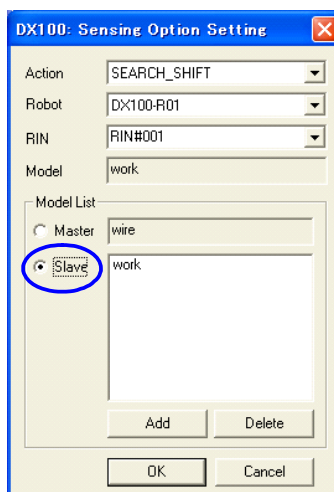 DX100: Sensing Option Setting
Action SEARCH_SHIFT
Robot DX100-R01
RIN RIN#001
Model work
Model List
Master wire
Slave work
Add Delete
OK Cancel